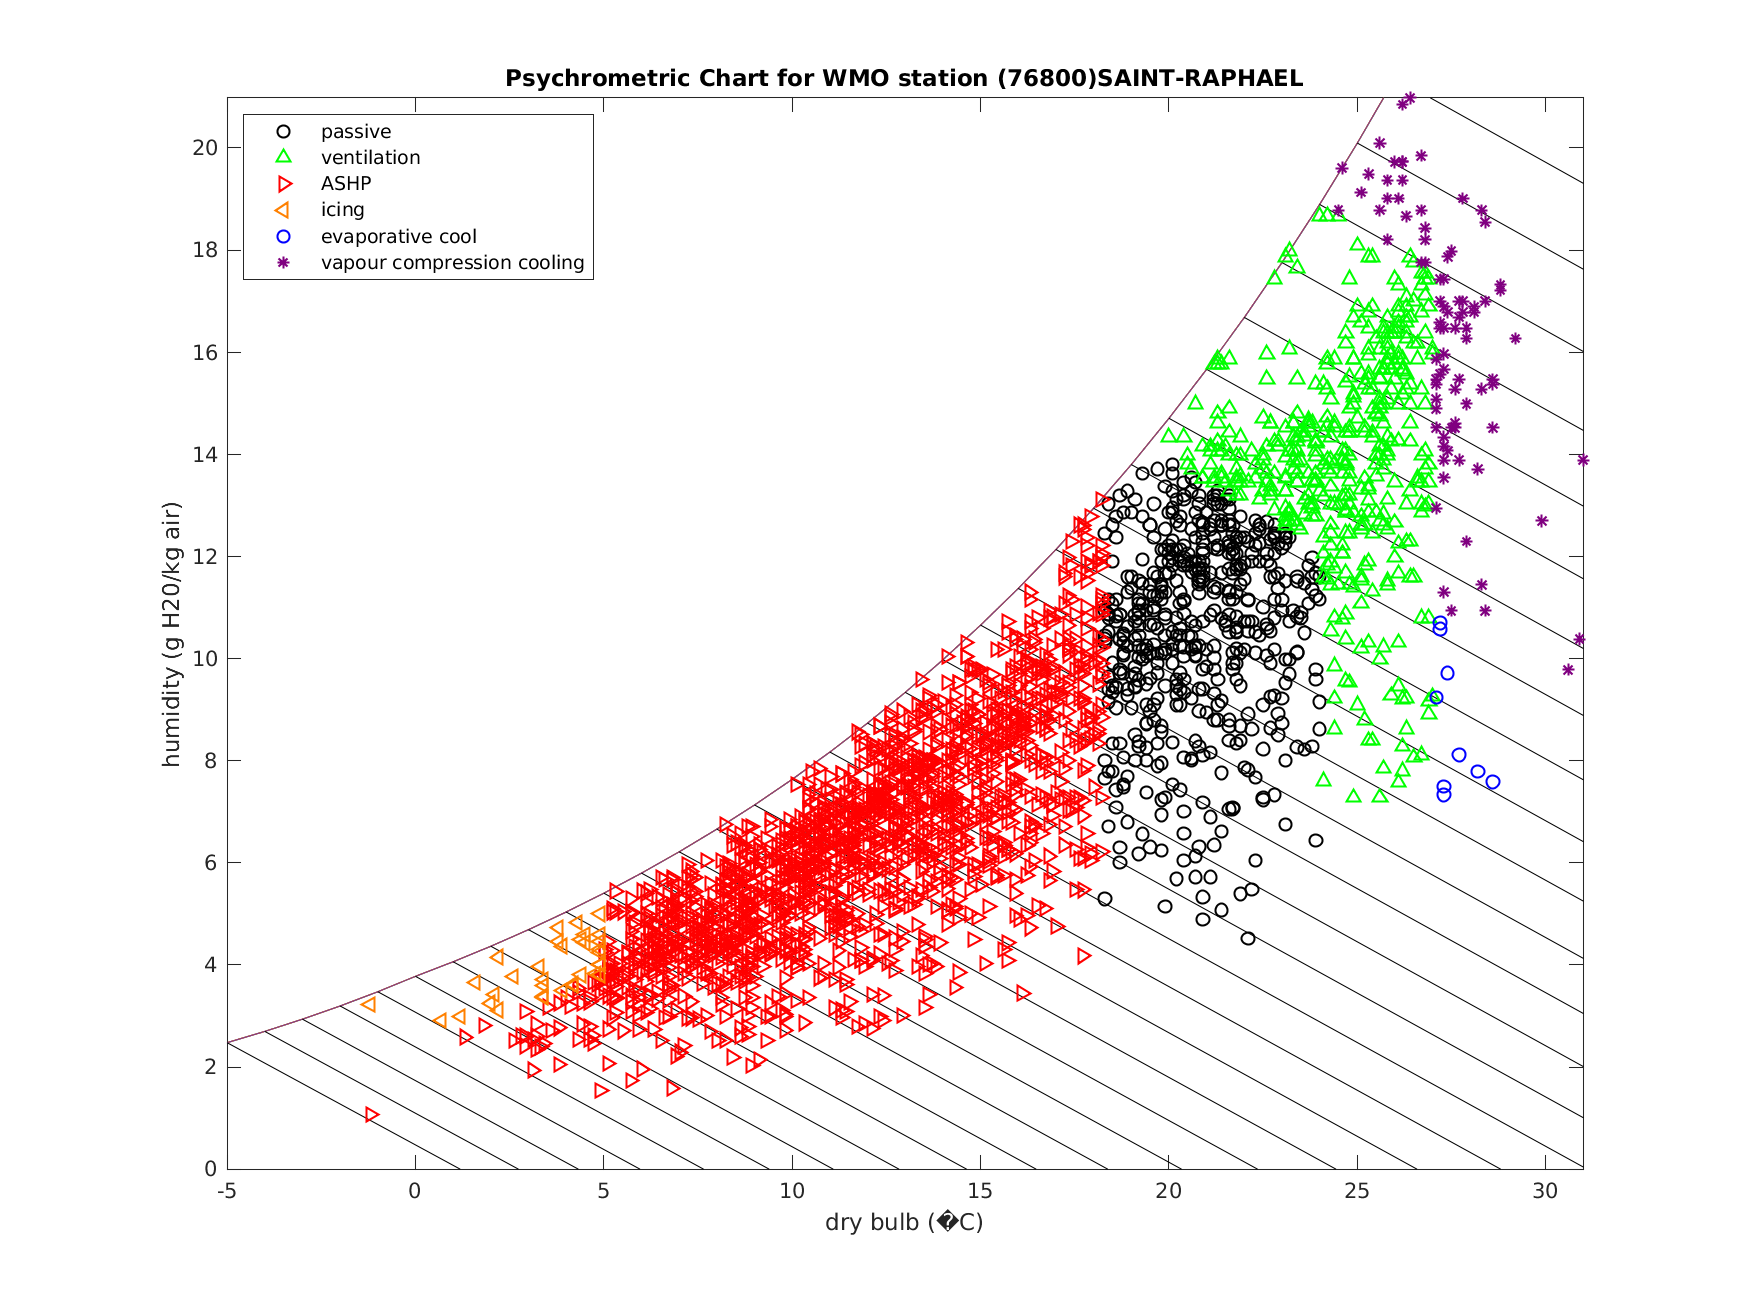 Psychrometric Chart for WMO station (76800)SAINT-RAPHAEL
passive
ventilation
ASHP
icing
evaporative cool
vapour compression cooling
humidity (g H20/kg air)
20
18
16
14
12
10
8
6
4
2
0
-5 0 5 10 15 20 25 30
dry bulb (�C)